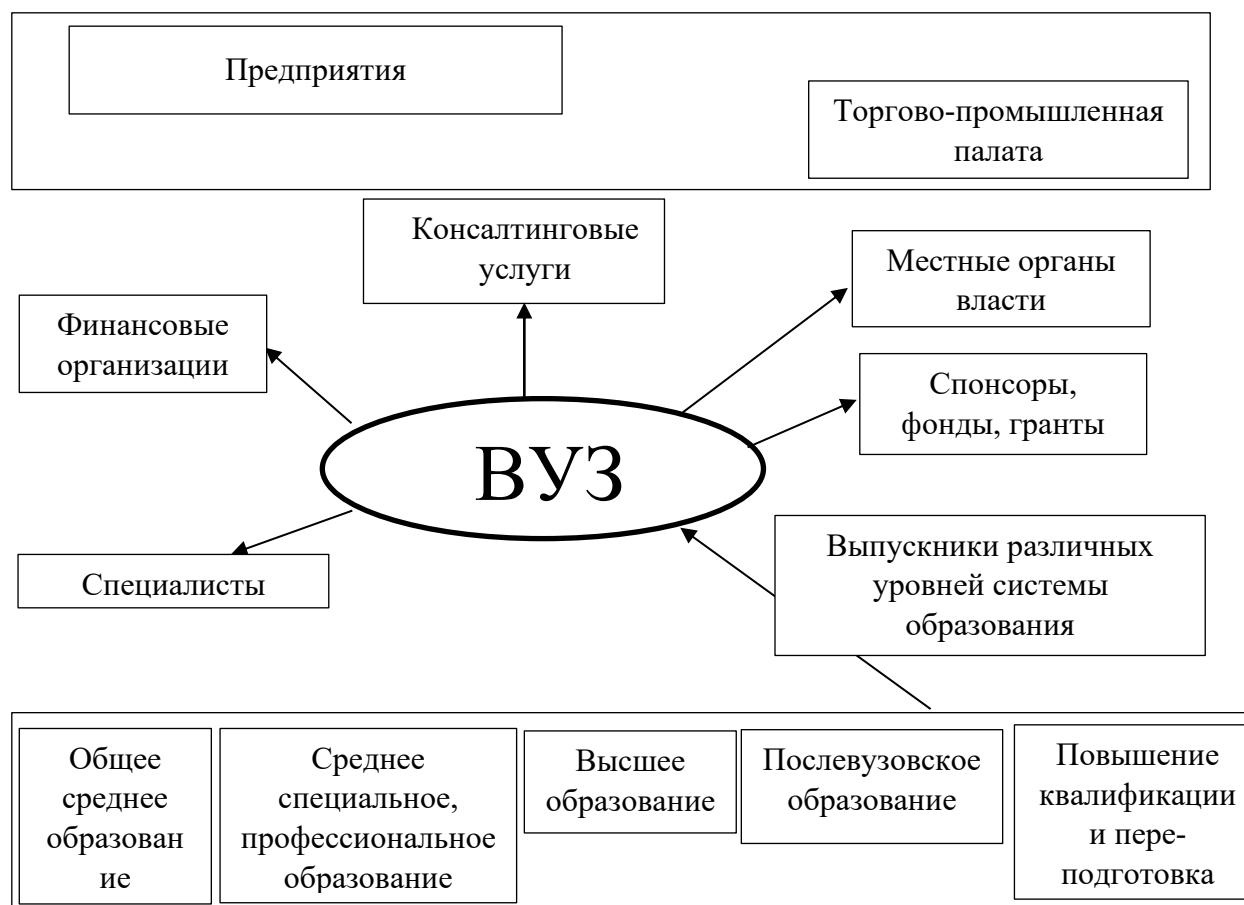 Предприятия
Торгово-промышленная
палата
Консалтинговые
услуги
Местные органы
власти
Финансовые
организации
Спонсоры,
фонды, гранты
ВУЗ
Выпускники различных
уровней системы
образования
Специалисты
Общее
среднее
образован
ие
Среднее
специальное,
профессиональное
образование
Высшее
образование
Послевузовское
образование
Повышение
квалификации
и пере-
подготовка